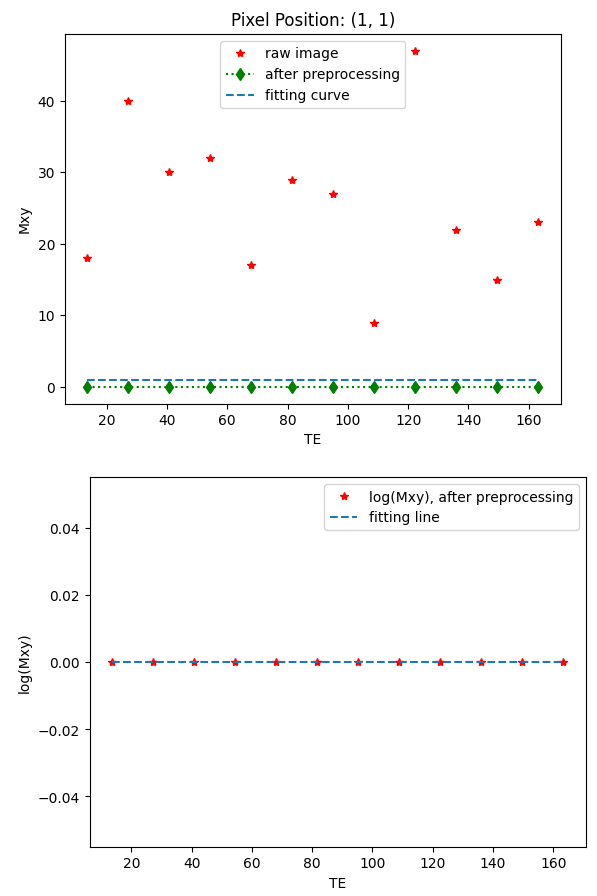 Pixel Position: (1, 1)
raw image
after preprocessing
fitting curve
40
30
20
10
0
Mxy
20 40 60 80 100 120 140 160
TE
log(Mxy), after preprocessing
fitting line
0.04
0.02
0.00
−0.02
−0.04
log(Mxy)
20 40 60 80 100 120 140 160
TE